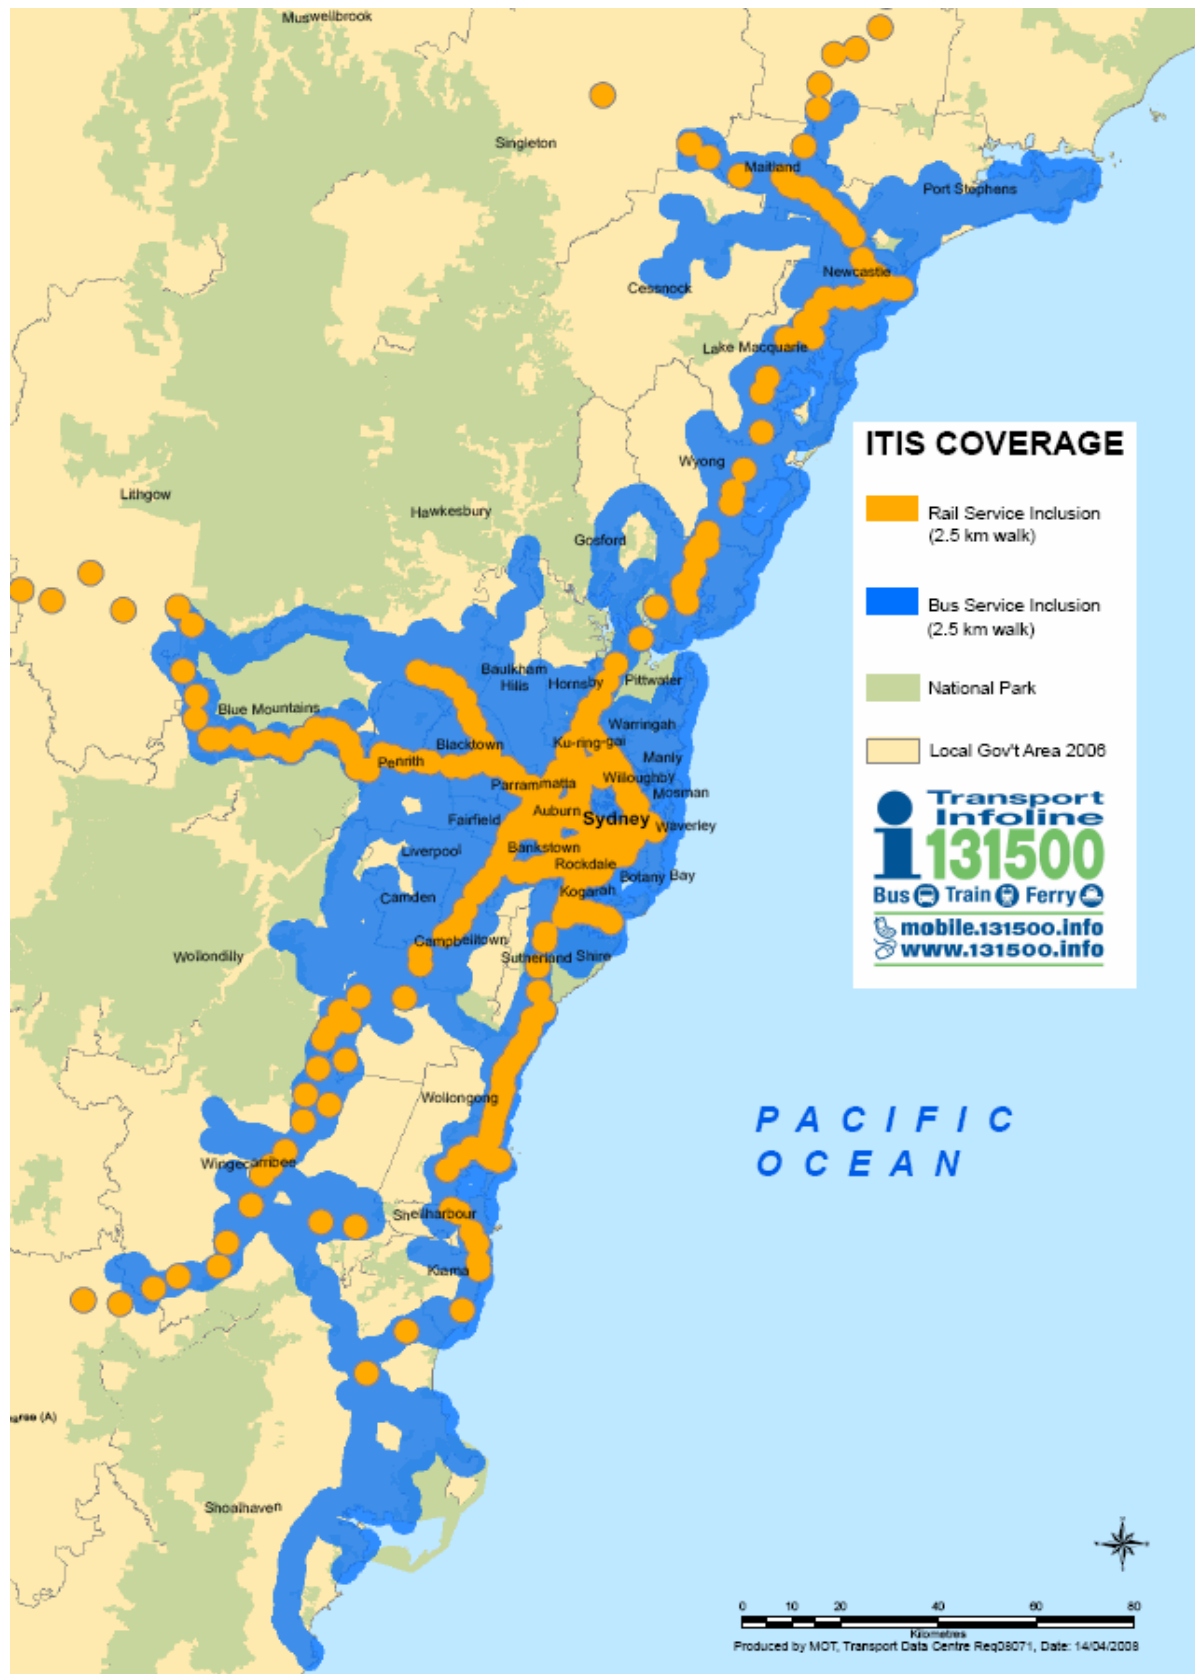 Muswellbrook
Singleton
Maitland
Port Stephens
Newcastle
Cessnock
Lake Macquarie
ITIS COVERAGE
Wyong
Lithgow
Hawkesbury
Rail Service Inclusion
(2.5 km walk)
Gosford
Bus Service Inclusion
(2.5 km walk)
Baulkham
Hills
Hornsby
Pittwater
National Park
Blue Mountains
Warringah
Blacktown
Ku-ring-gai
Manly
Local Gov't Area 2006
Penrith
Willoughby
Parrammatta
Mosman
Transport
Infoline
131500
Auburn
Sydney
Fairfield
Waverley
Bankstown
Liverpool
Rockdale
Botany Bay
Kogarah
Camden
Bus Train Ferry
mobile.131500.info
www.131500.info
Campbelltown
Wollondilly
Sutherland Shire
Wollongong
PACIFIC
OCEAN
Wingecarribee
Shellharbour
Kiama
(A)
Shoalhaven
0 10 20 40 60 80
Kilometres
Produced by MOT, Transport Data Centre Req08071, Date: 14/04/2008